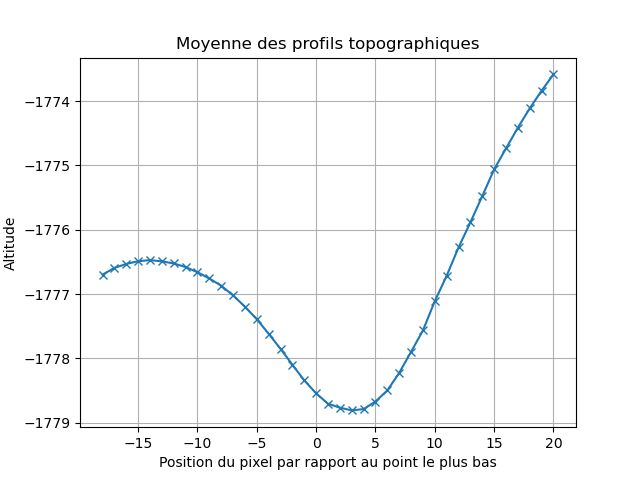 Moyenne des profils topographiques
Altitude
−1774
−1775
−1776
−1777
−1778
−1779
−15 −10 −5 0 5 10 15 20
Position du pixel par rapport au point le plus bas